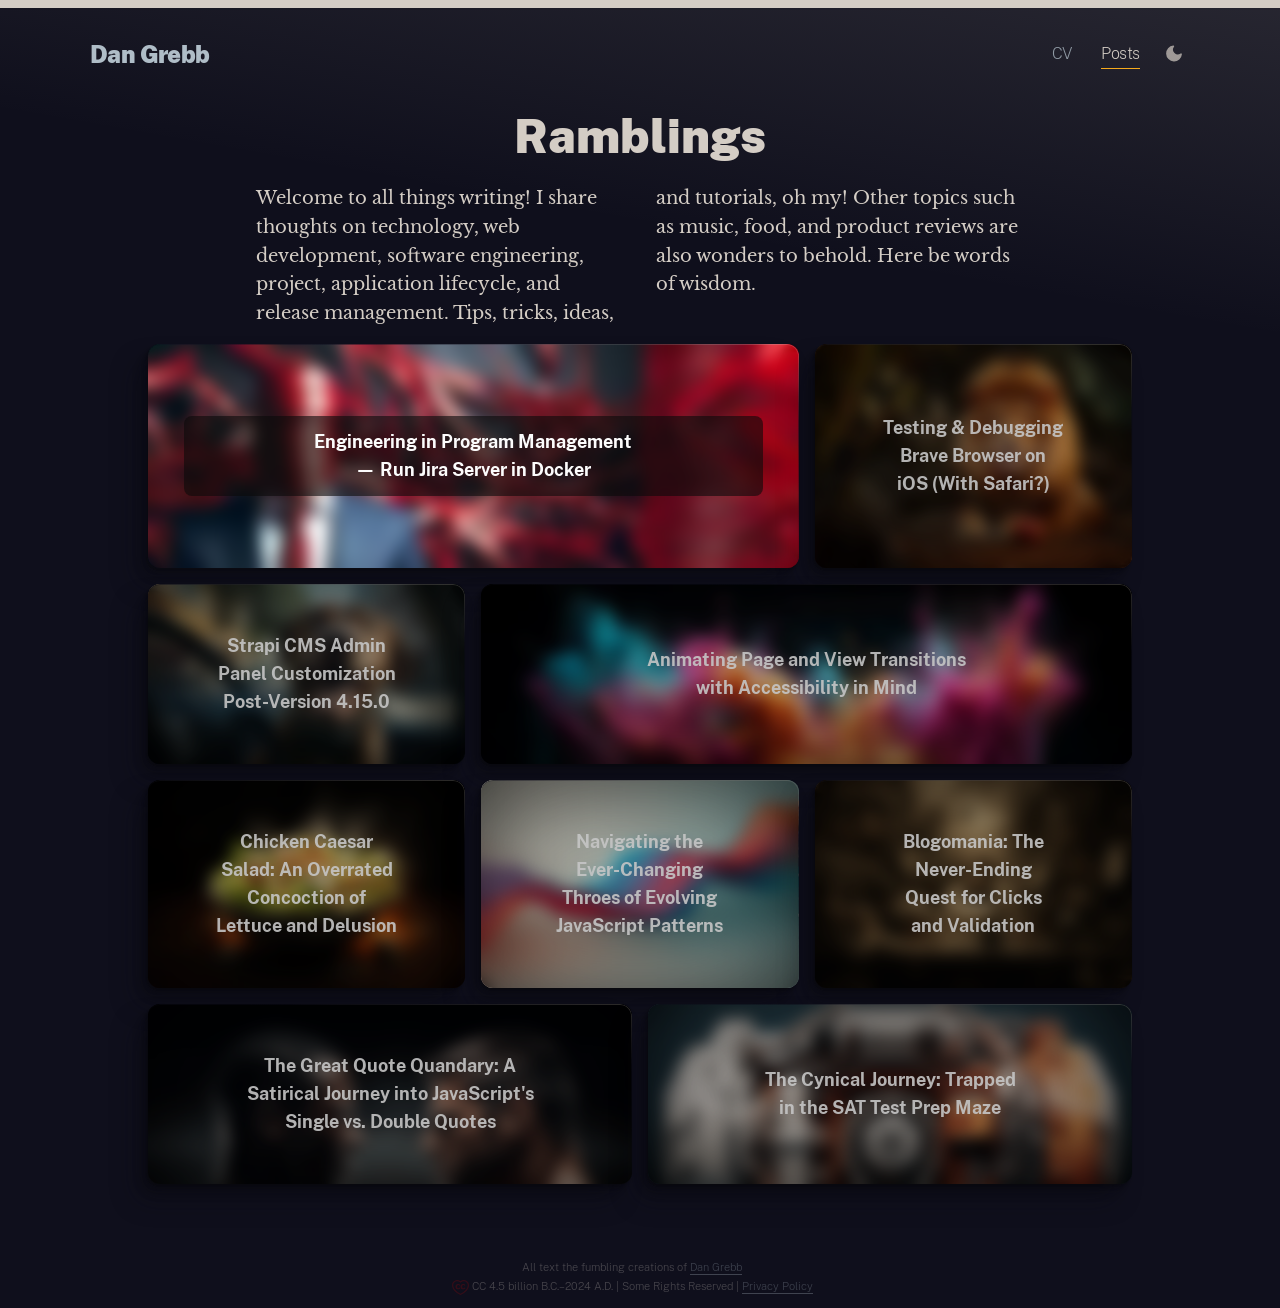 Dan Grebb
CV
Posts
Ramblings
Welcome to all things writing! I share
thoughts on technology, web
development, software engineering,
project, application lifecycle, and
release management. Tips, tricks, ideas,
and tutorials, oh my! Other topics such
as music, food, and product reviews are
also wonders to behold. Here be words
of wisdom.
Engineering in Program Management
— Run Jira Server in Docker
Testing & Debugging
Brave Browser on
iOS (With Safari?)
Strapi CMS Admin
Panel Customization
Post-Version 4.15.0
Animating Page and View Transitions
with Accessibility in Mind
Chicken Caesar
Salad: An Overrated
Concoction of
Lettuce and Delusion
Navigating the
Ever-Changing
Throes of Evolving
JavaScript Patterns
Blogomania: The
Never-Ending
Quest for Clicks
and Validation
The Great Quote Quandary: A
Satirical Journey into JavaScript's
Single vs. Double Quotes
The Cynical Journey: Trapped
in the SAT Test Prep Maze
All text the fumbling creations of Dan Grebb
CC 4.5 billion B.C.–2024 A.D. | Some Rights Reserved | Privacy Policy